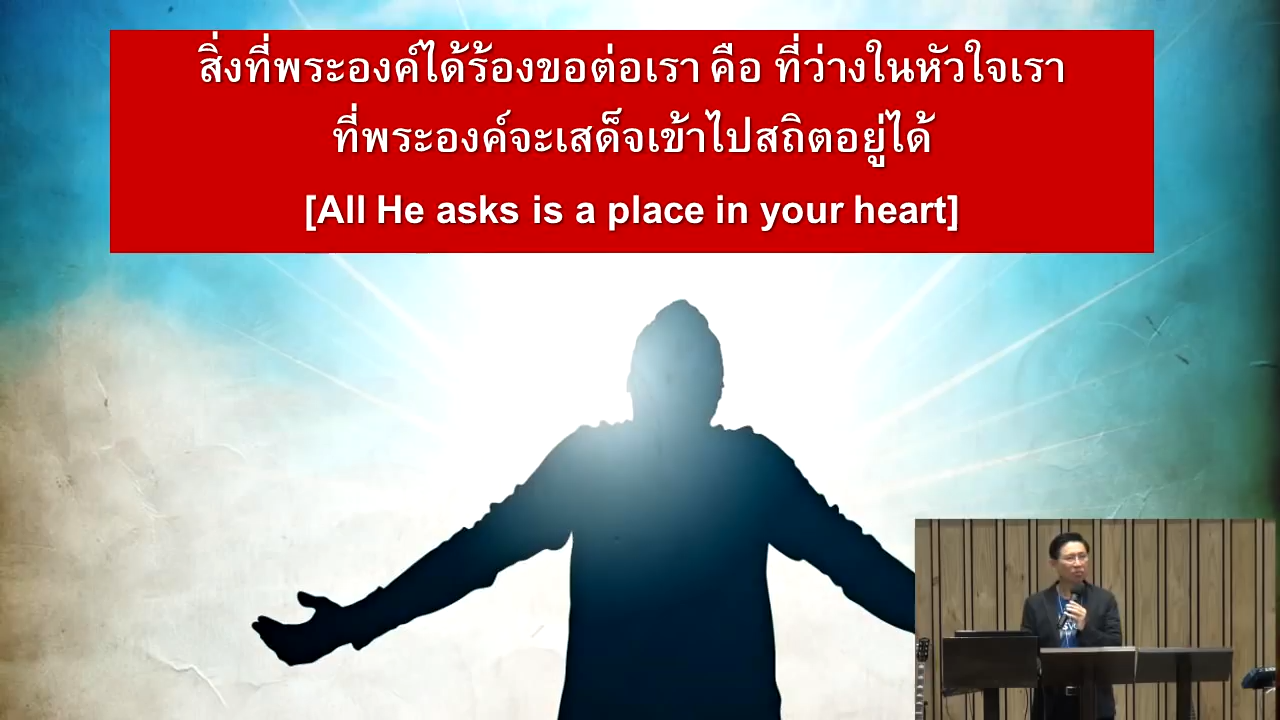 สิ่งที่พระองค์ได้ร้องขอต่อเรา คือ ที่ว่างในหัวใจเรา
ที่พระองค์จะเสด็จเข้าไปสถิตอยู่ได้
[All He asks is a place in your heart]